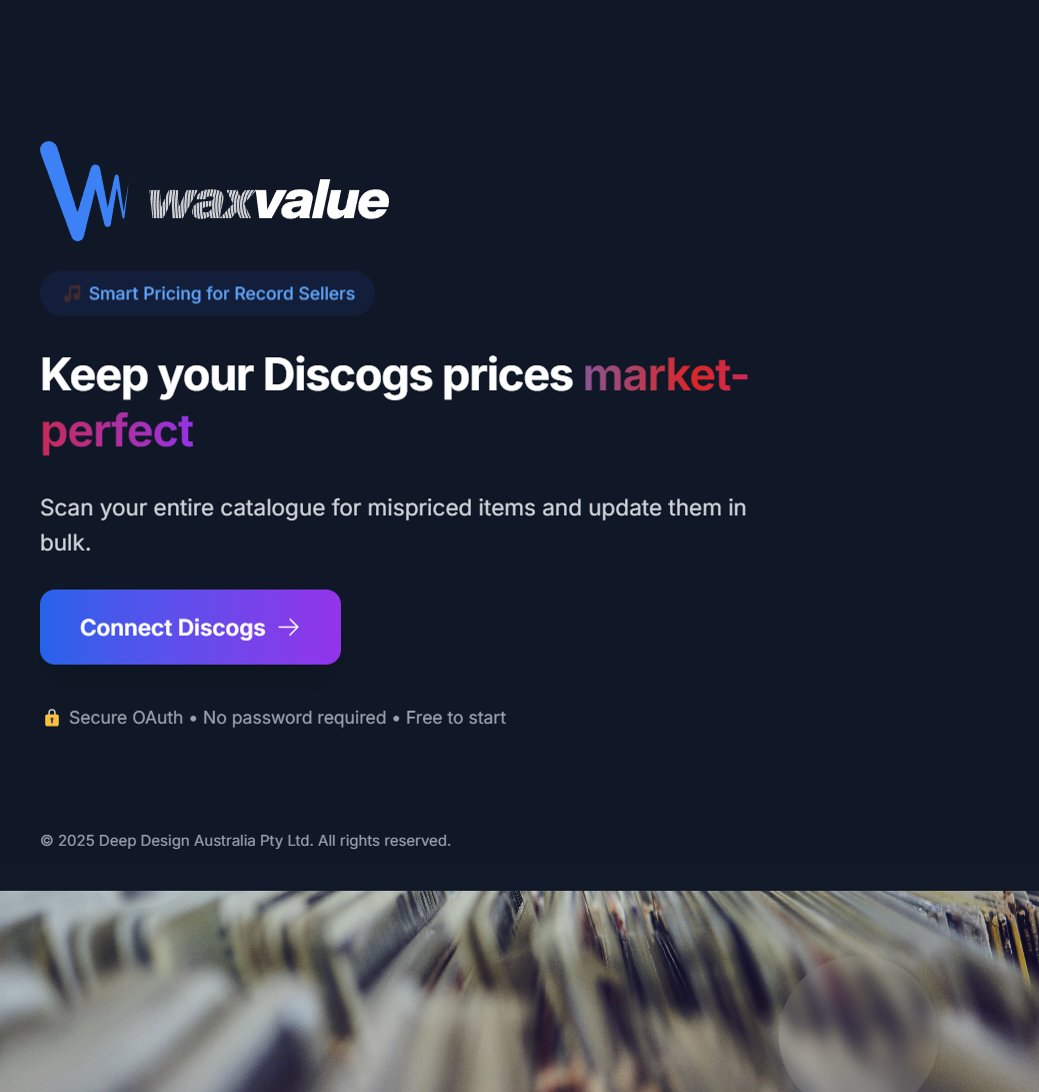 waxvalue
🎵 Smart Pricing for Record Sellers
Keep your Discogs prices market-
perfect
Scan your entire catalogue for mispriced items and update them in
bulk.
Connect Discogs →
🔒 Secure OAuth • No password required • Free to start
© 2025 Deep Design Australia Pty Ltd. All rights reserved.